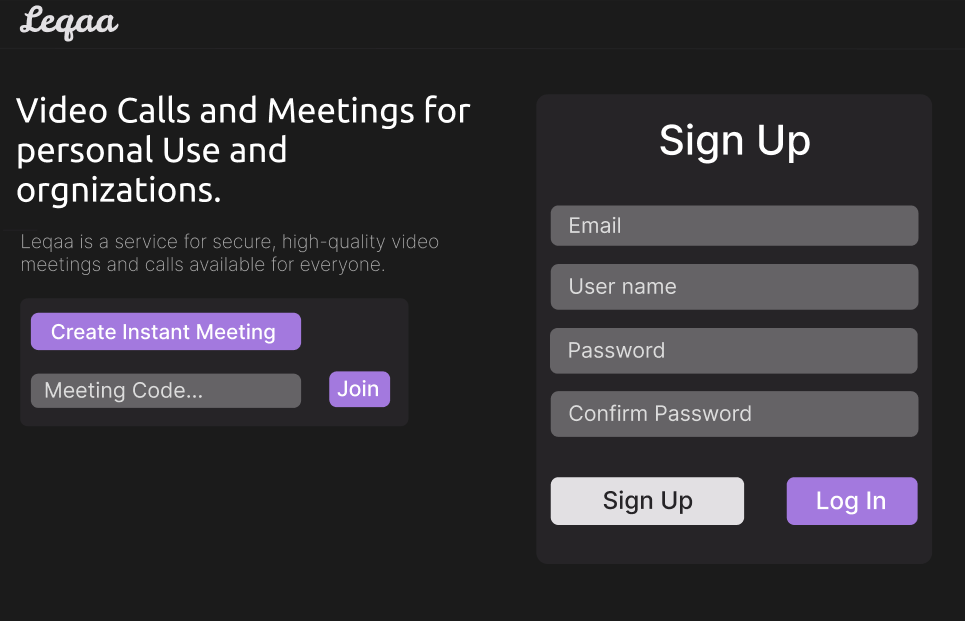 Leqaa
Video Calls and Meetings for
personal Use and
orgnizations.
Leqaa is a service for secure, high-quality video
meetings and calls available for everyone.
Create Instant Meeting
Meeting Code...
Join
Sign Up
Email
User name
Password
Confirm Password
Sign Up
Log In